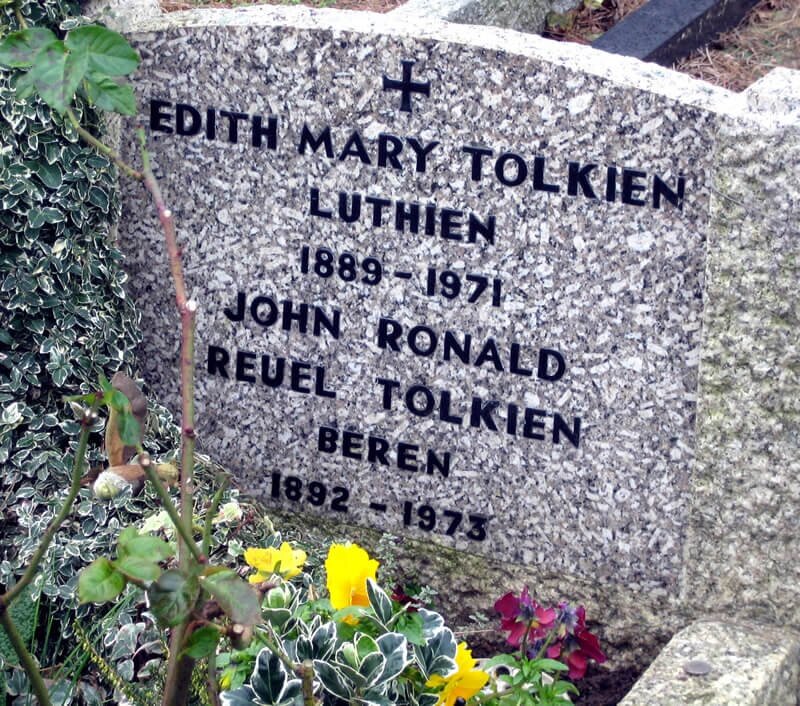 EDITH MARY TOLKIEN
LUTHIEN
1889 - 1971
JOHN RONALD
REUEL TOLKIEN
BEREN
1892 - 1973